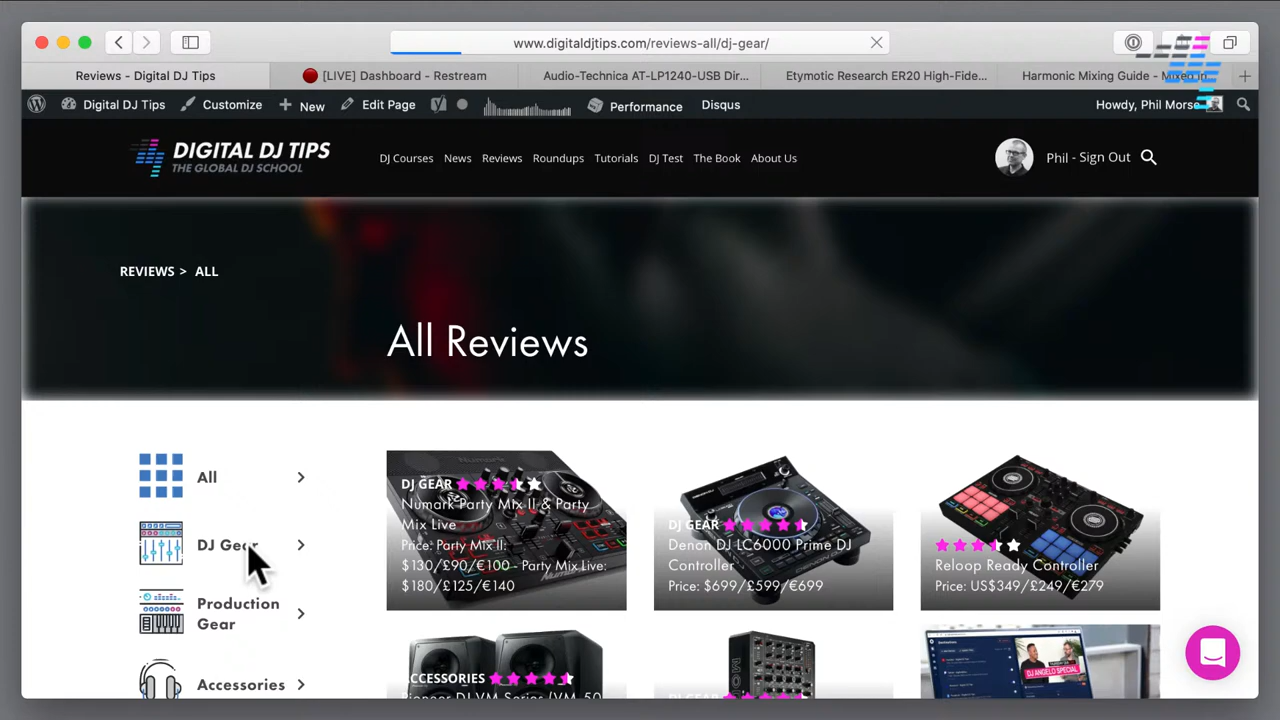 www.digitaldjtips.com/reviews-all/dj-gear/
Reviews - Digital DJ Tips
[LIVE] Dashboard - Restream
Audio-Technica AT-LP1240-USB Dir...
Etymotic Research ER20 High-Fide...
Harmonic Mixing Guide - Mixed In
Digital DJ Tips
Customize
New
Edit Page
Performance
Disqus
Howdy, Phil Morse
DIGITAL DJ TIPS
THE GLOBAL DJ SCHOOL
DJ Courses
News
Reviews
Roundups
Tutorials
DJ Test
The Book
About Us
Phil - Sign Out
REVIEWS > ALL
All Reviews
All
DJ Gear
Production
Gear
Accessories
DJ GEAR
Numark Party Mix II & Party
Mix Live
Price: Party Mix II:
$130/£90/€100 - Party Mix Live:
$180/£125/€140
DJ GEAR
Denon DJ LC6000 Prime DJ
Controller
Price: $699/£599/€699
Reloop Ready Controller
Price: US$349/£249/€279
ACCESSORIES
Pioneer DJ VM Series (VM-50
DJ GEAR
DJ ANGELO SPECIAL